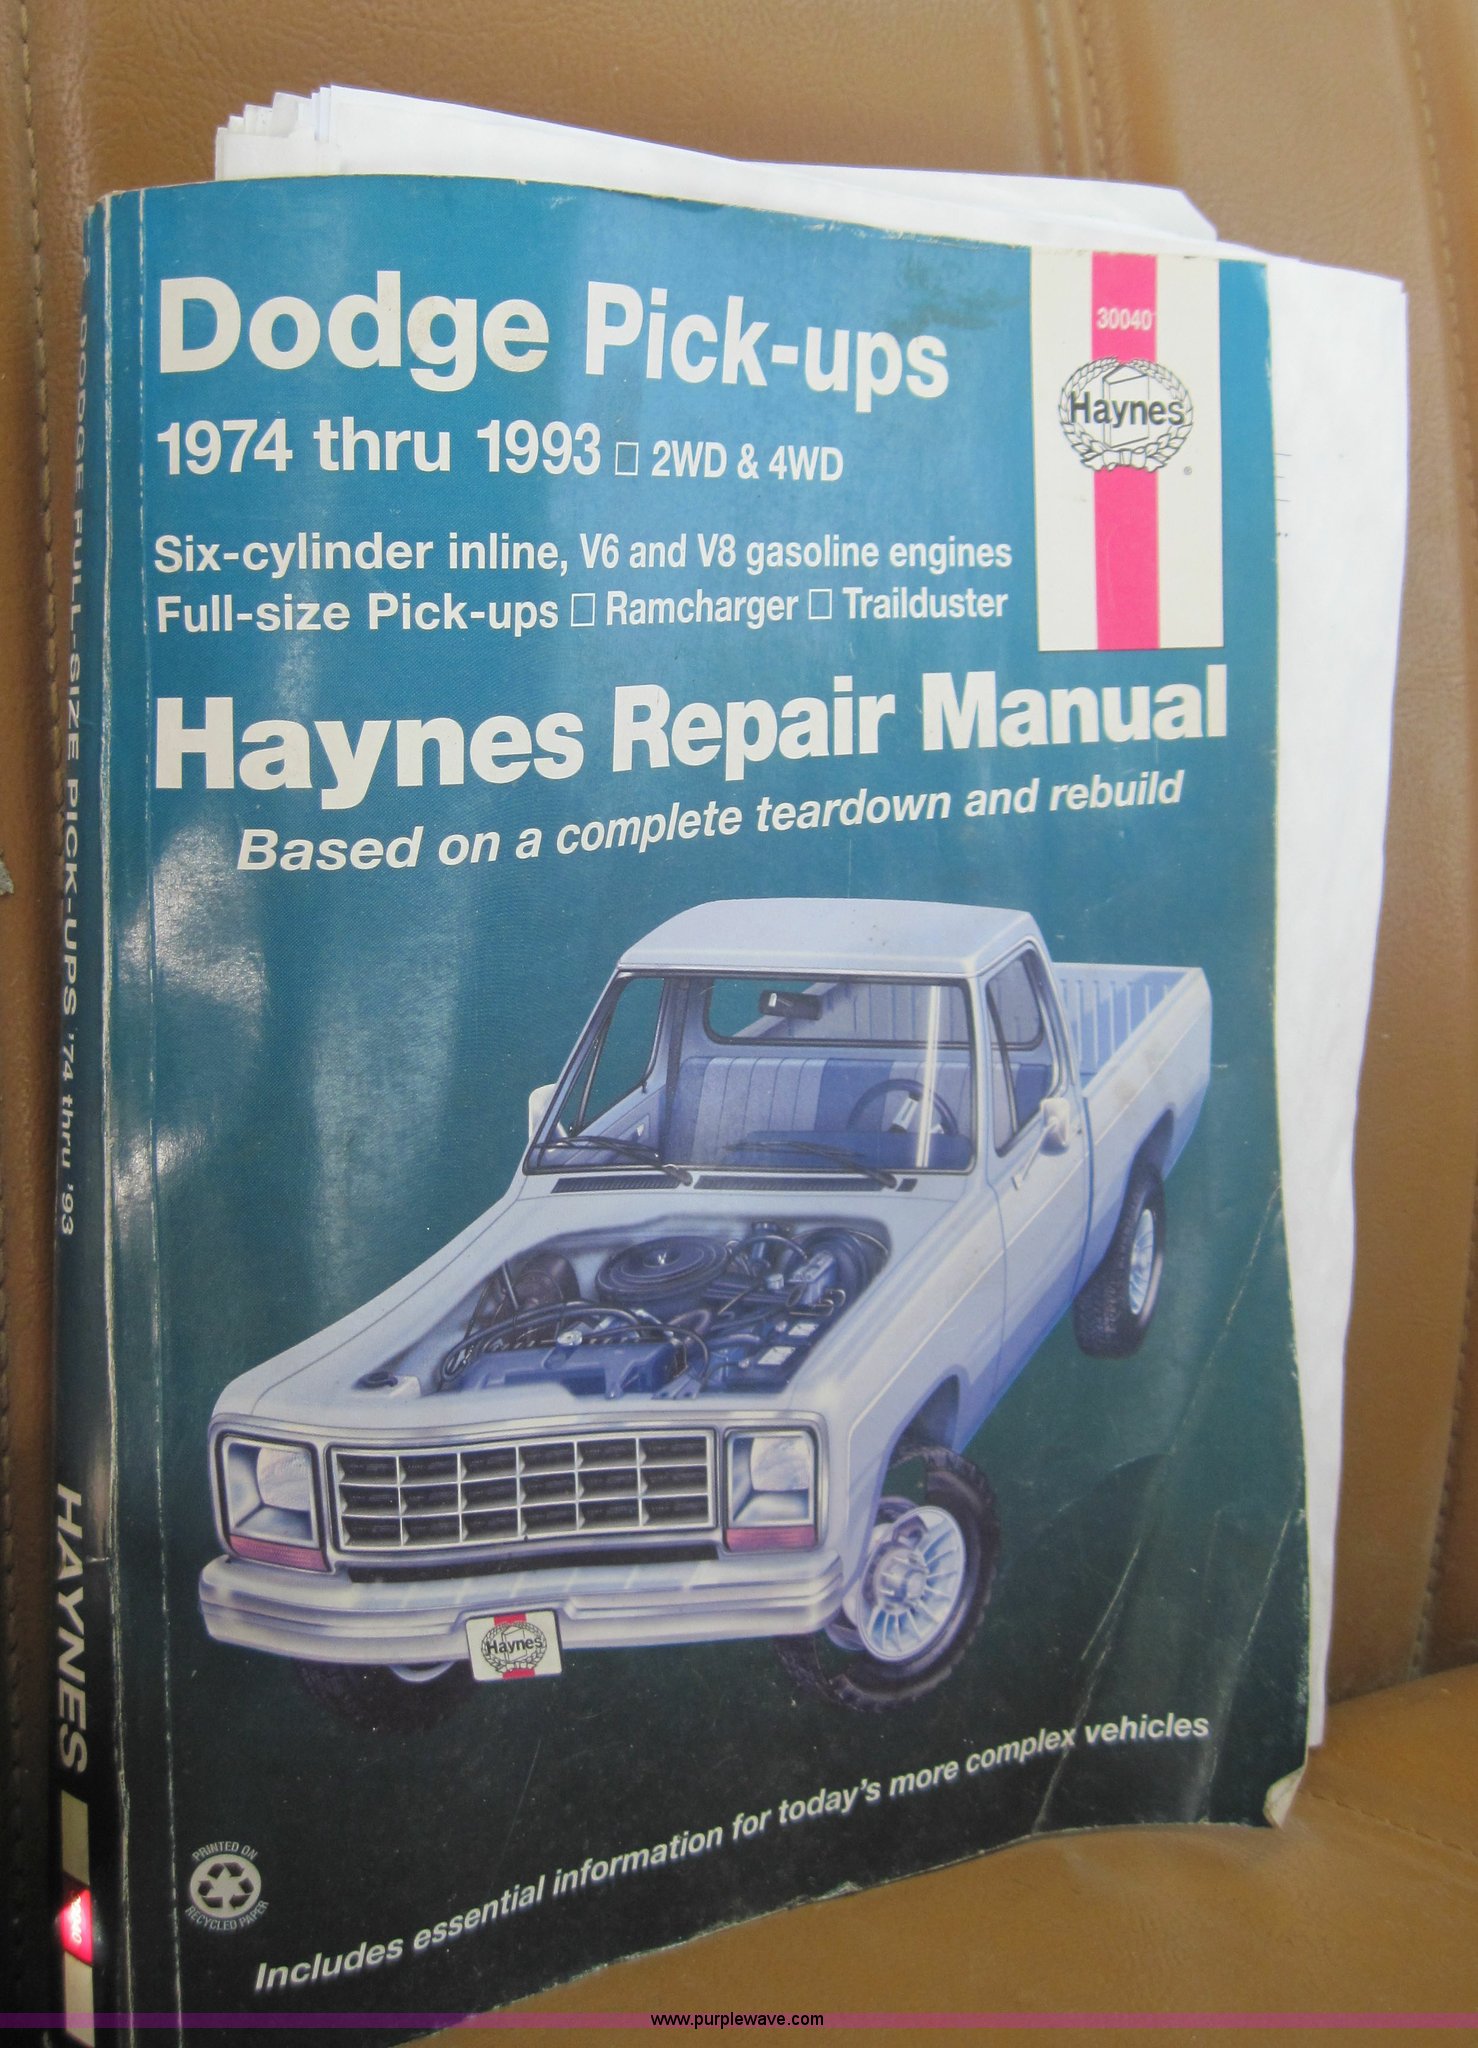 Dodge Pick-ups
1974 thru 1993 □ 2WD & 4WD
Six-cylinder inline, V6 and V8 gasoline engines
Full-size Pick-ups □ Ramcharger □ Trailduster
30040
Haynes
®
Haynes Repair Manual
Based on a complete teardown and rebuild
Haynes
Includes essential information for today's more complex vehicles
PRINTED ON
RECYCLED PAPER
DODGE FULL-SIZE PICK-UPS '74 thru '93
HAYNES
30040
www.purplewave.com